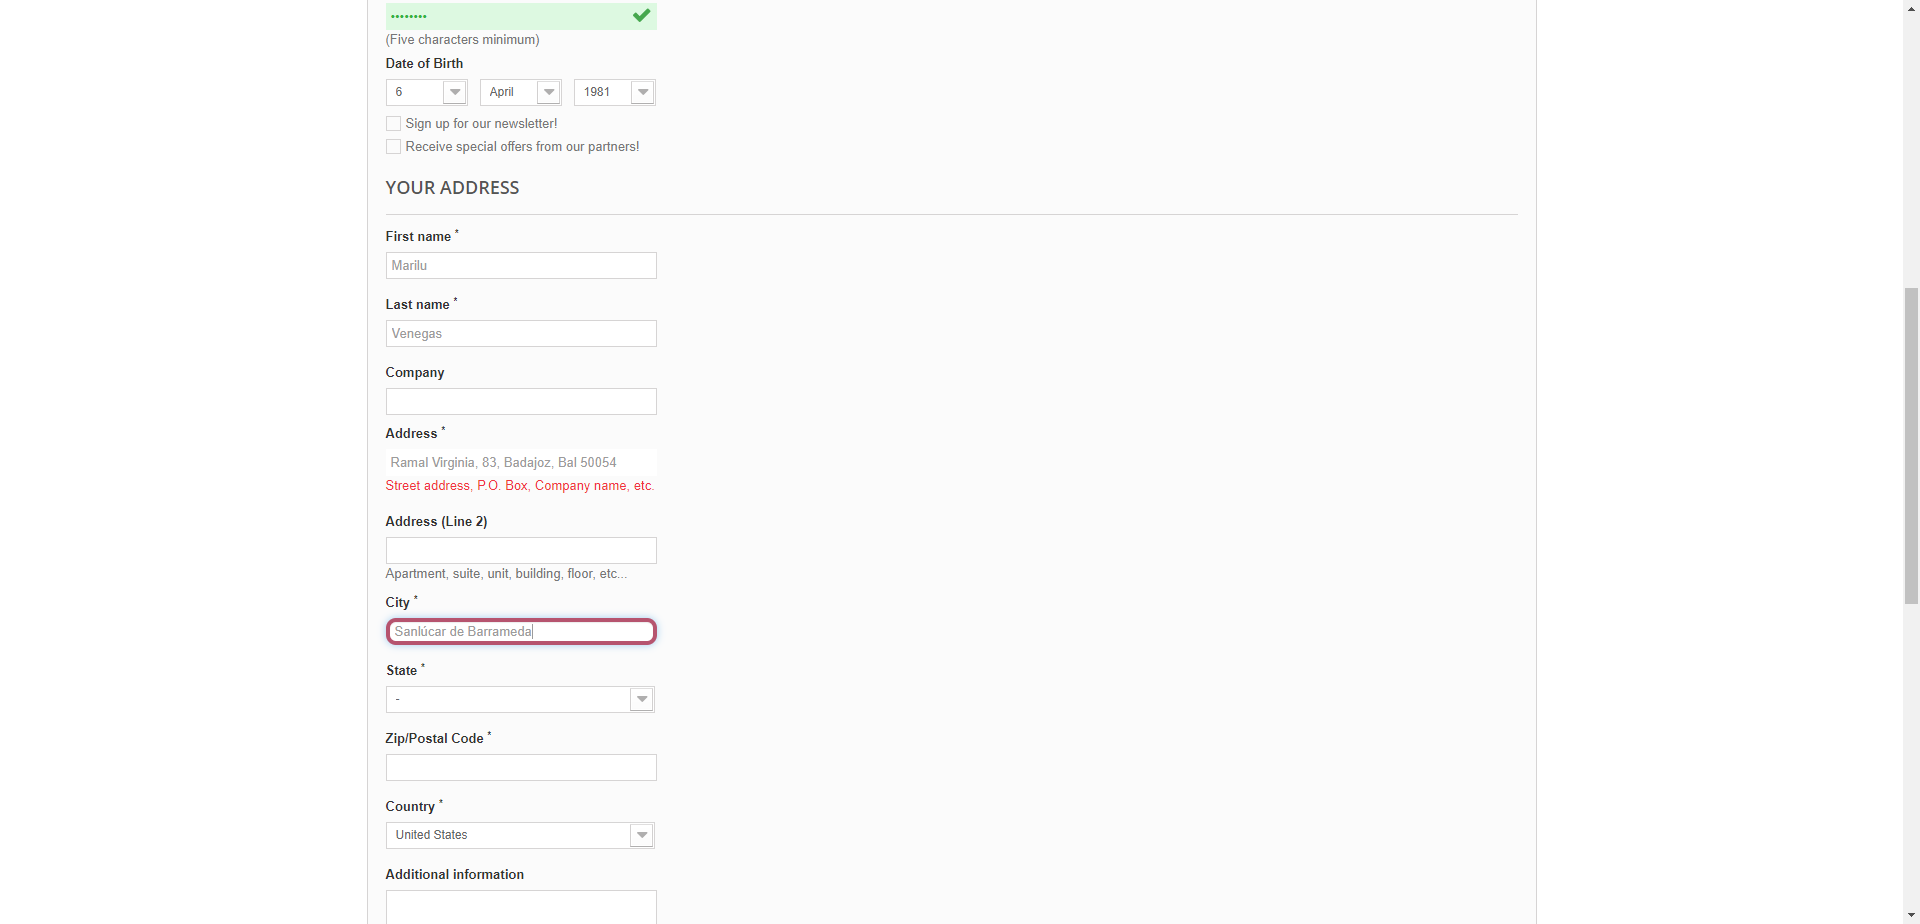 ••••••••
(Five characters minimum)
Date of Birth
6 April 1981
Sign up for our newsletter!
Receive special offers from our partners!
YOUR ADDRESS
First name *
Marilu
Last name *
Venegas
Company
Address *
Ramal Virginia, 83, Badajoz, Bal 50054
Street address, P.O. Box, Company name, etc.
Address (Line 2)
Apartment, suite, unit, building, floor, etc...
City *
Sanlúcar de Barrameda
State *
-
Zip/Postal Code *
Country *
United States
Additional information